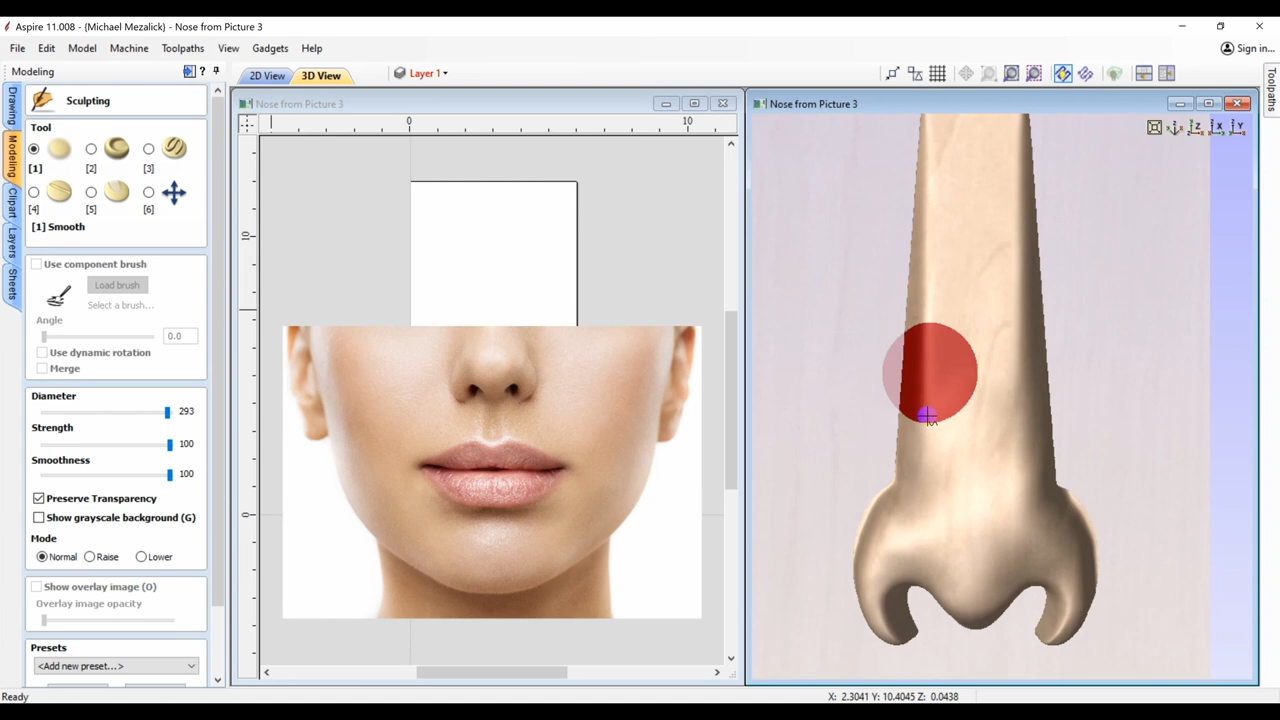 Aspire 11.008 - {Michael Mezalick} - Nose from Picture 3
File Edit Model Machine Toolpaths View Gadgets Help
Sign in...
Modeling
?
2D View
3D View
Layer 1
Toolpaths
Drawing
Modeling
Clipart
Layers
Sheets
Sculpting
Tool
[1] [2] [3]
[4] [5] [6]
[1] Smooth
Use component brush
Load brush
Select a brush...
Angle
0.0
Use dynamic rotation
Merge
Diameter
293
Strength
100
Smoothness
100
Preserve Transparency
Show grayscale background (G)
Mode
Normal Raise Lower
Show overlay image (O)
Overlay image opacity
Presets
<Add new preset...>
Nose from Picture 3
0 10
10
0
Nose from Picture 3
Z X Y
Ready
X: 2.3041 Y: 10.4045 Z: 0.0438